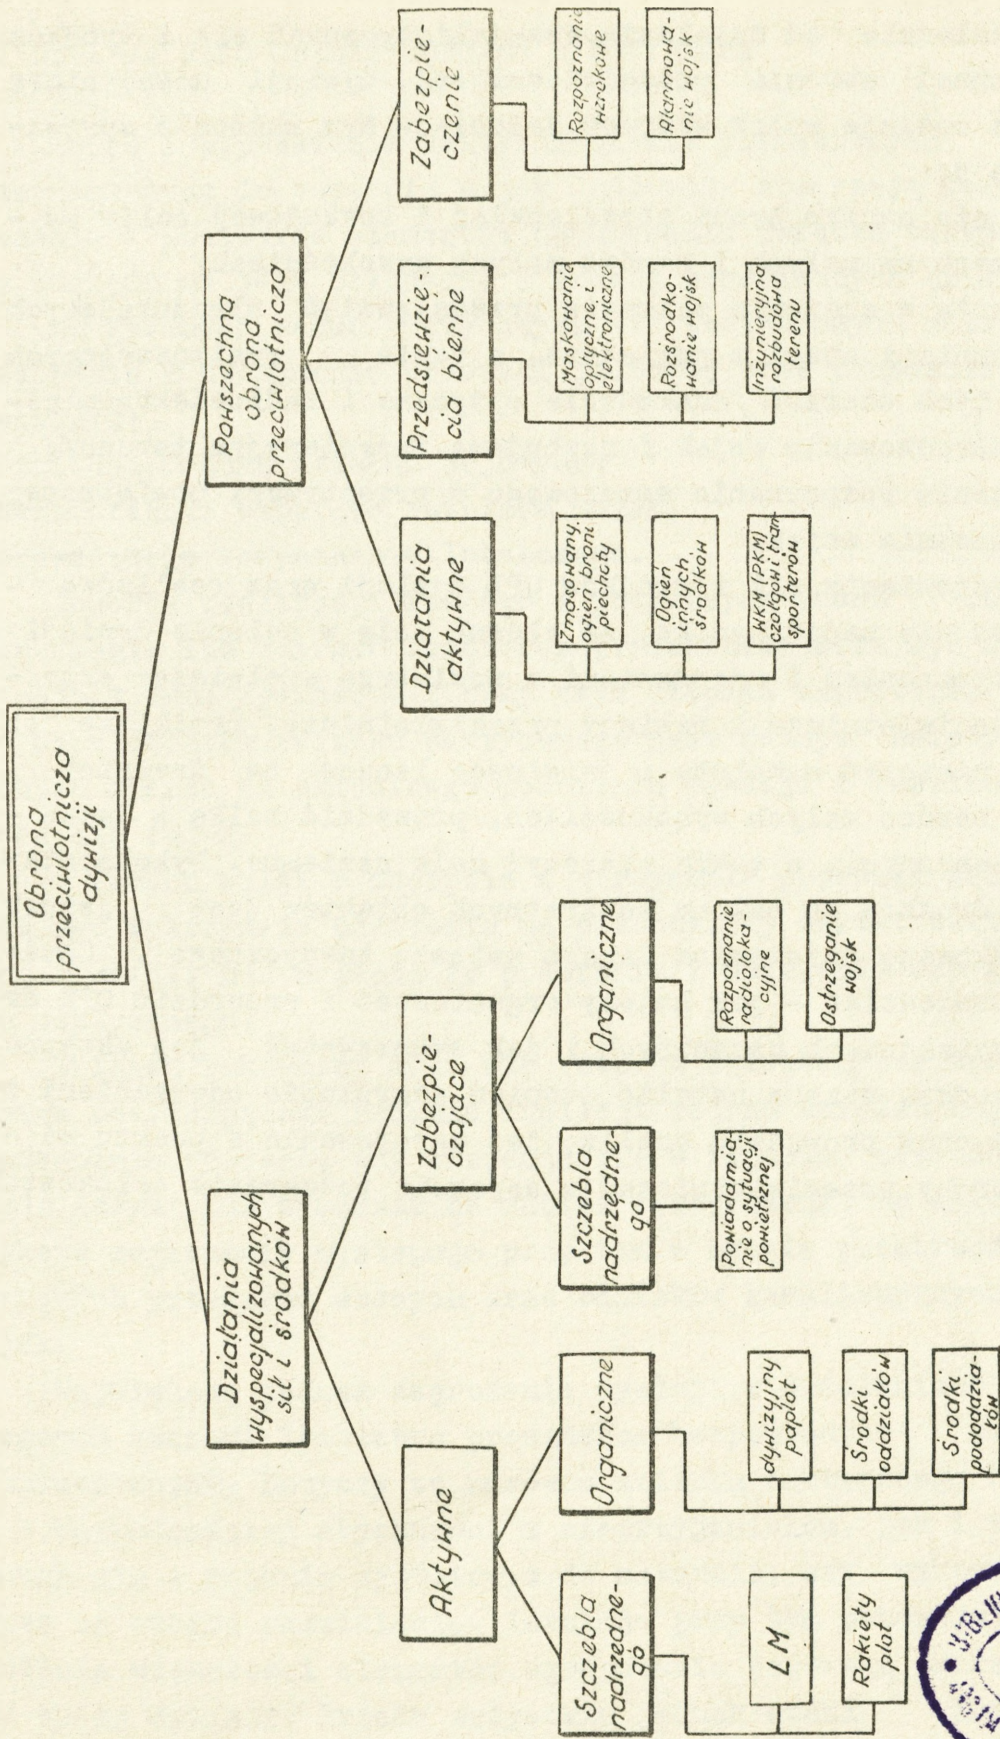 Obrona
przeciwlotnicza
dywizji
Działania
wyspecjalizowanych
sił i środków
Powszechna
obrona
przeciwlotnicza
Aktywne
Zabezpie-
czające
Działania
aktywne
Przedsięwzię-
cia bierne
Zabezpie-
czenie
Szczebla
nadrzędne-
go
Organiczne
Szczebla
nadrzędne-
go
Organiczne
LM
Rakiety
plot
dywizyjny
paplot
Środki
oddziałów
Środki
pododdzia-
łów
Powiadamia-
nie o sytuacji
powietrznej
Rozpoznanie
radioloka-
cyjne
Ostrzeganie
wojsk
Zmasowany
ogień broni
piechoty
Ogień
innych
środków
WKM (PKM)
czołgów i tran-
sporterów
Maskowanie
optyczne i
elektroniczne
Rozśrodko-
wanie wojsk
Inżynieryjna
rozbudowa
terenu
Rozpoznanie
wzrokowe
Alarmowa-
nie wojsk